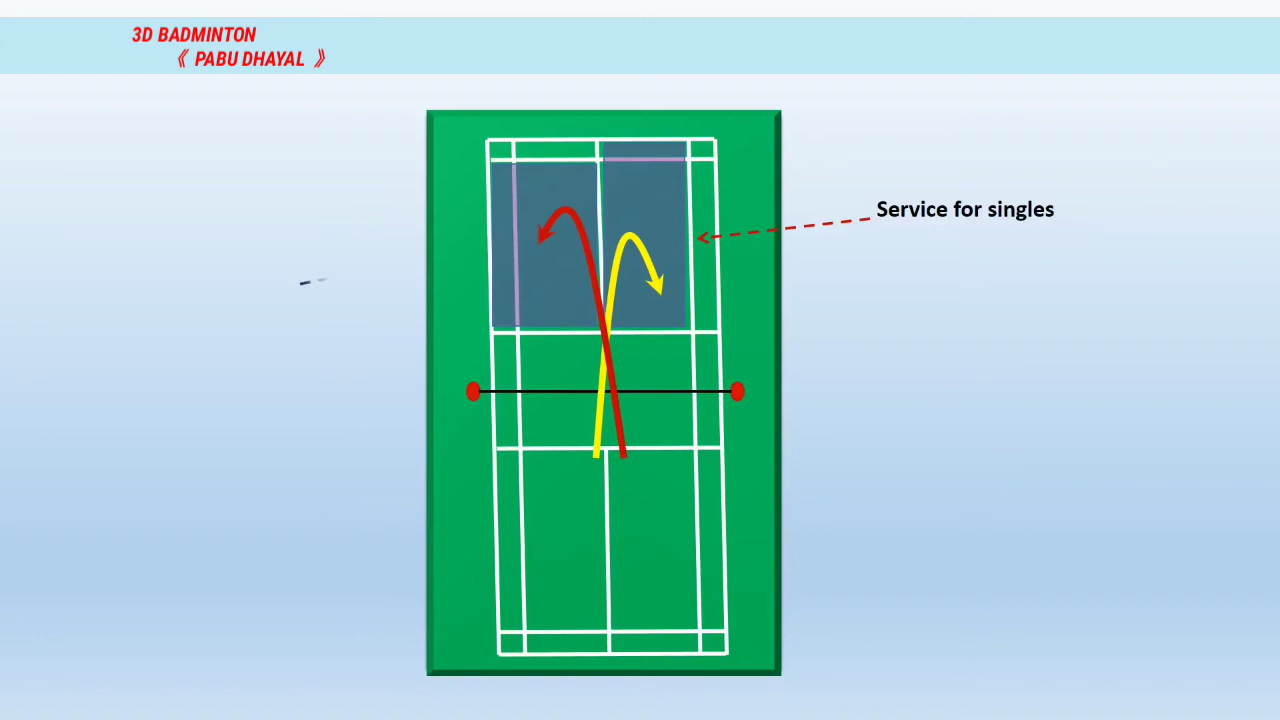 3D BADMINTON
《 PABU DHAYAL 》
Service for singles